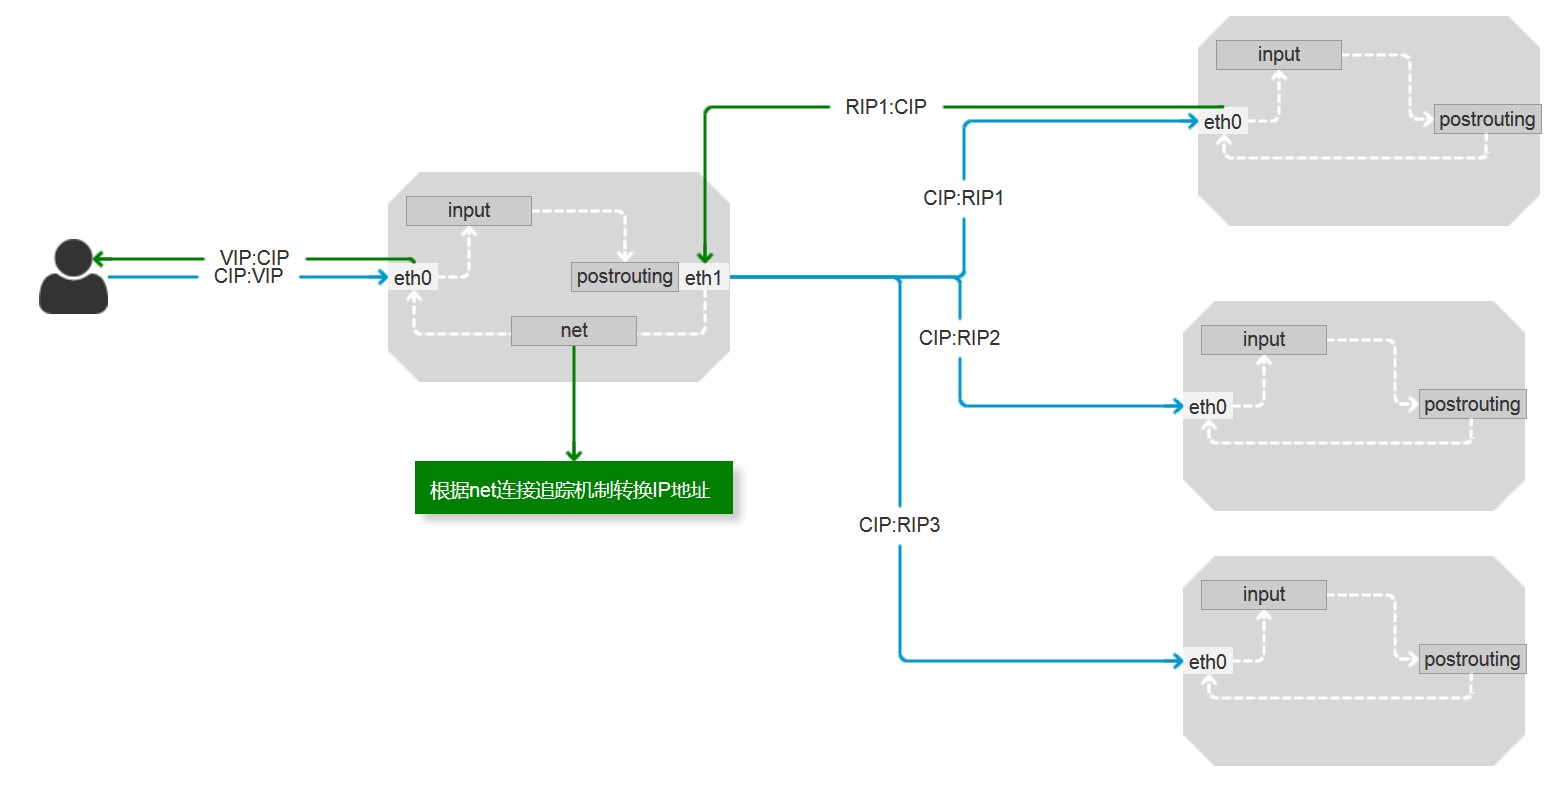 VIP:CIP
CIP:VIP
input
eth0
postrouting
eth1
net
根据net连接追踪机制转换IP地址
RIP1:CIP
CIP:RIP1
CIP:RIP2
CIP:RIP3
input
eth0
postrouting
input
eth0
postrouting
input
eth0
postrouting